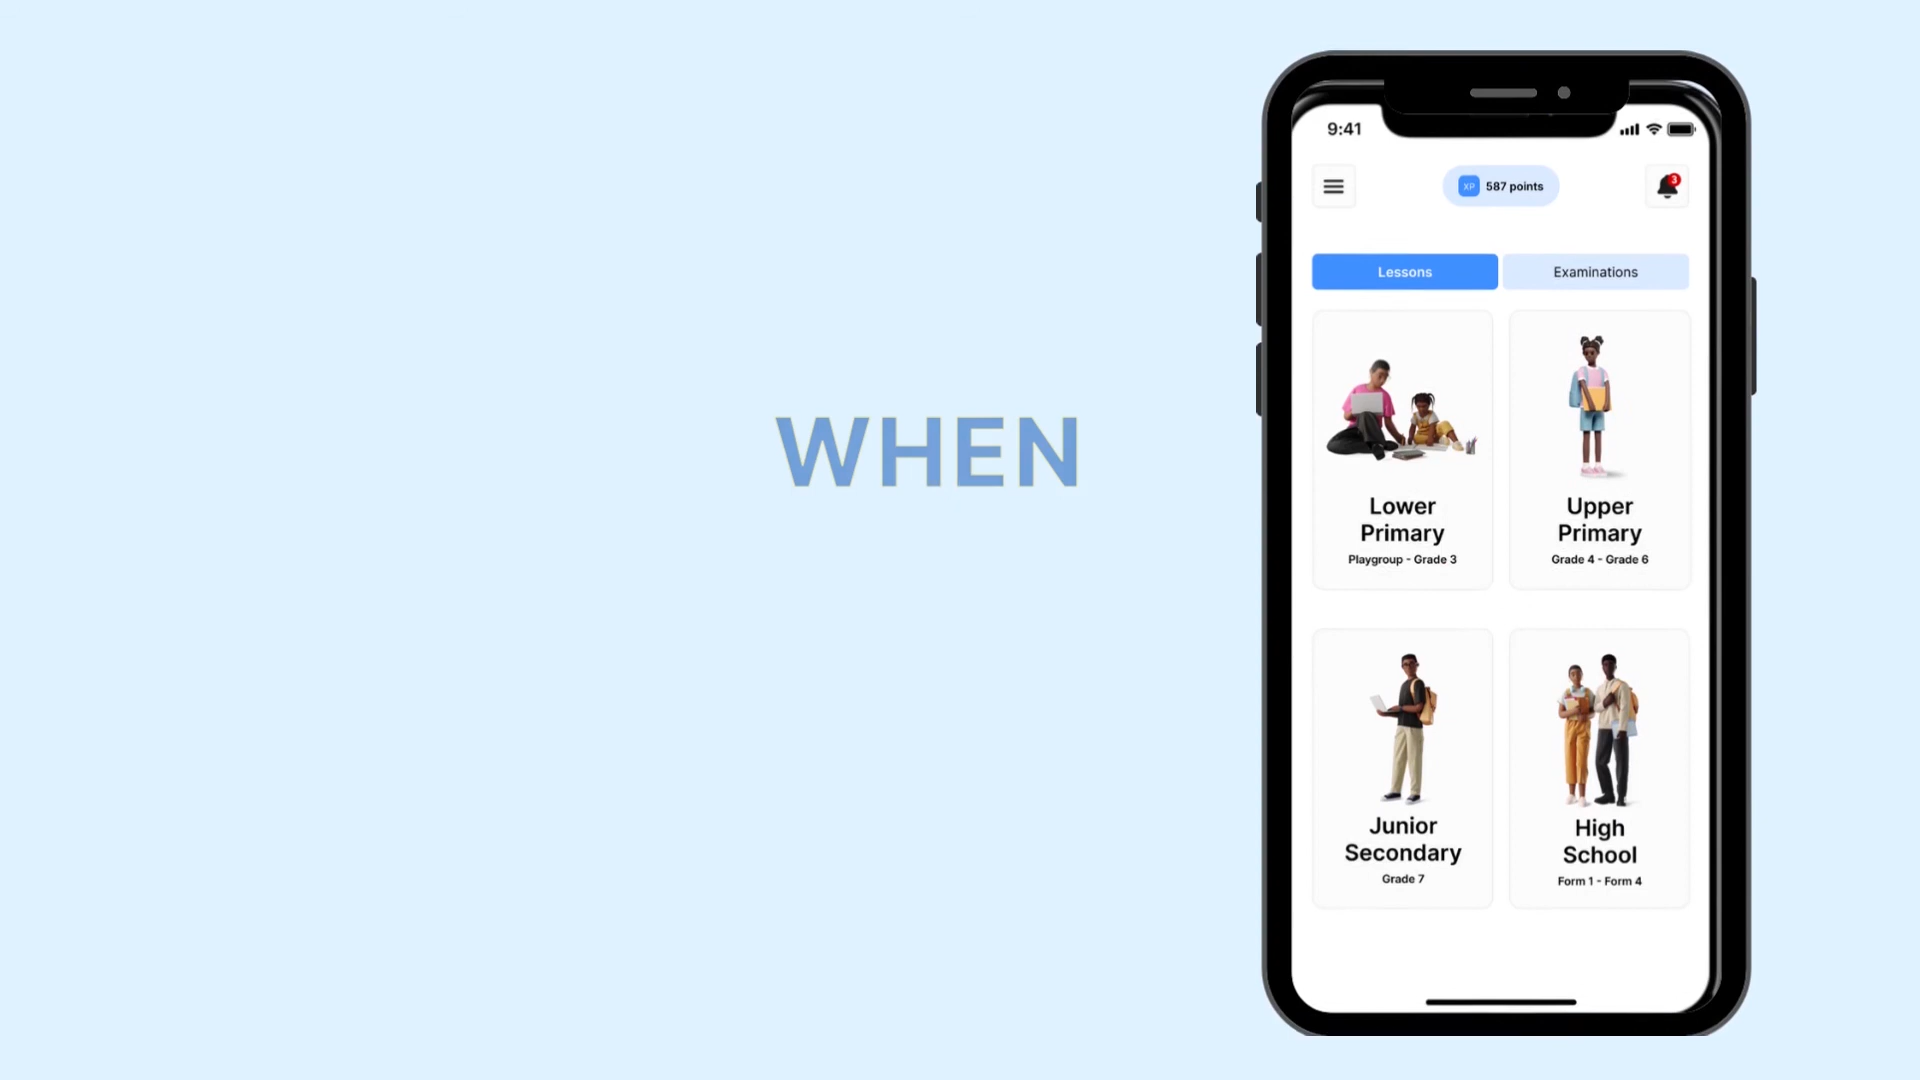 WHEN
9:41
XP 587 points
3
Lessons
Examinations
Lower
Primary
Playgroup - Grade 3
Upper
Primary
Grade 4 - Grade 6
Junior
Secondary
Grade 7
High
School
Form 1 - Form 4